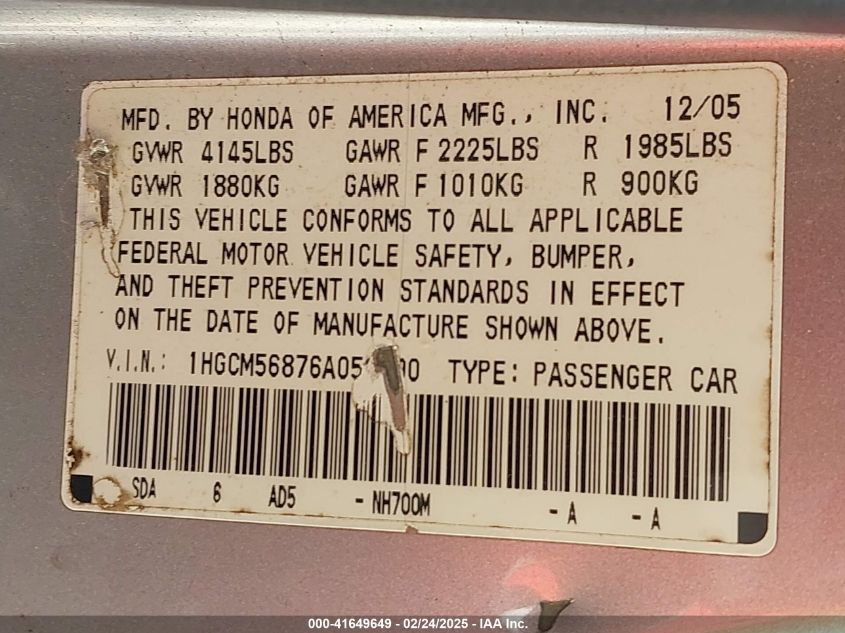 MFD. BY HONDA OF AMERICA MFG., INC. 12/05
GVWR 4145LBS GAWR F 2225LBS R 1985LBS
GVWR 1880KG GAWR F 1010KG R 900KG
THIS VEHICLE CONFORMS TO ALL APPLICABLE
FEDERAL MOTOR VEHICLE SAFETY, BUMPER,
AND THEFT PREVENTION STANDARDS IN EFFECT
ON THE DATE OF MANUFACTURE SHOWN ABOVE.
V.I.N.: TYPE: PASSENGER CAR
SDA 6 AD5 - NH700M - A - A
000-41649649 - 02/24/2025 - IAA Inc.